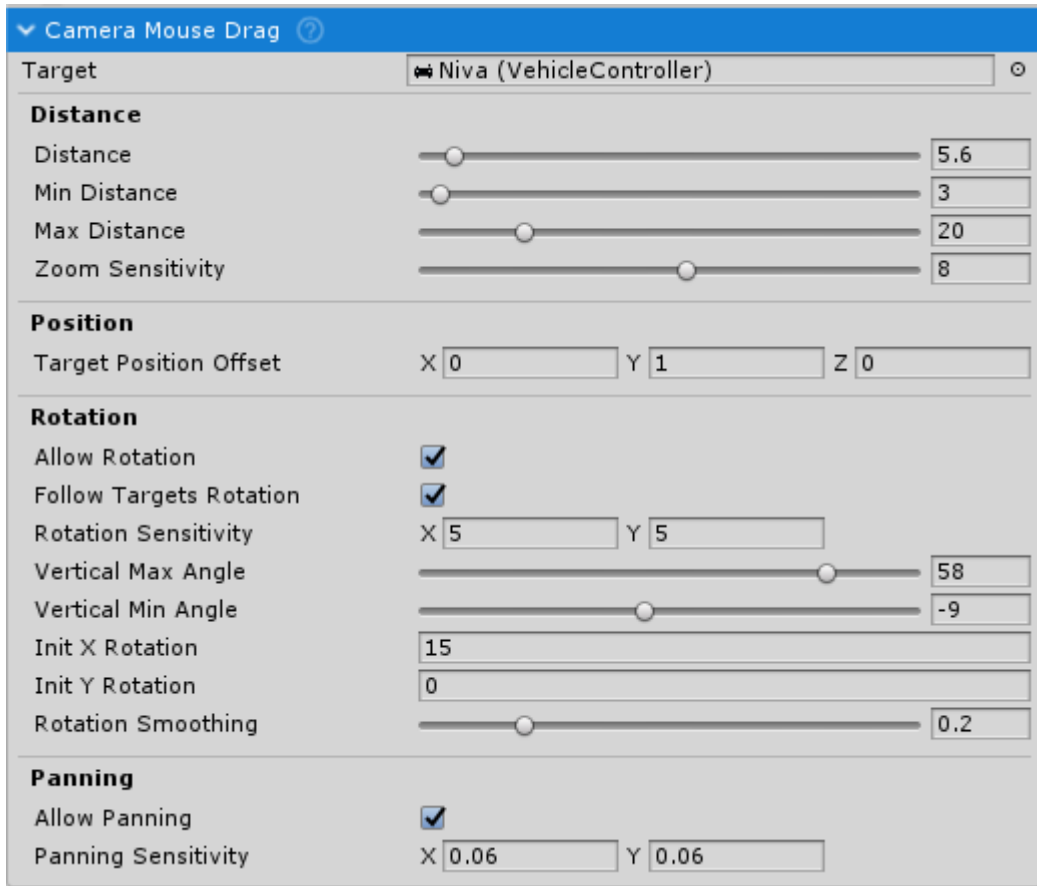 Camera Mouse Drag ?
Target Niva (VehicleController)
Distance
Distance 5.6
Min Distance 3
Max Distance 20
Zoom Sensitivity 8
Position
Target Position Offset X 0 Y 1 Z 0
Rotation
Allow Rotation
Follow Targets Rotation
Rotation Sensitivity X 5 Y 5
Vertical Max Angle 58
Vertical Min Angle -9
Init X Rotation 15
Init Y Rotation 0
Rotation Smoothing 0.2
Panning
Allow Panning
Panning Sensitivity X 0.06 Y 0.06